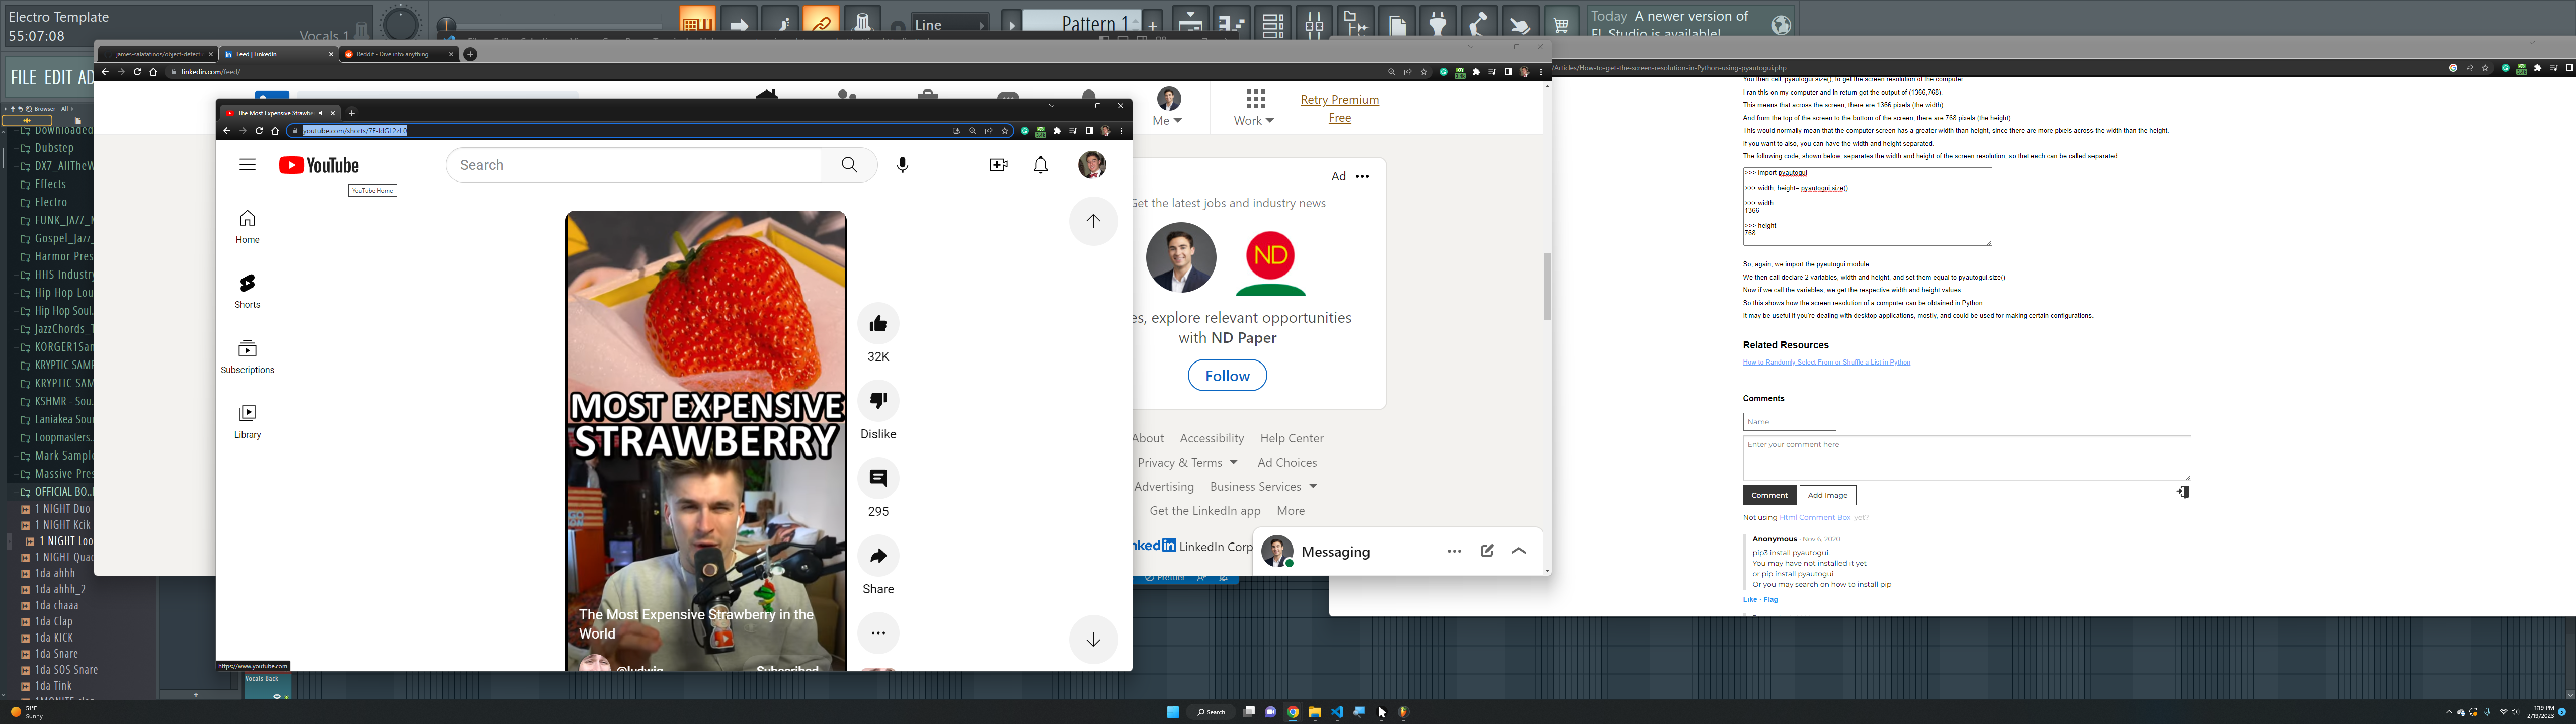 Electro Template
55:07:08
Vocals 1
Line
Pattern 1
Today A newer version of
FL Studio is available!
FILE EDIT AD
Browser - All
Downloaded
Dubstep
DX7_AllTheW
Effects
Electro
FUNK_JAZZ_
Gospel_Jazz_
Harmor Pres
HHS Industry
Hip Hop Lou
Hip Hop Soul.
JazzChords_
KORGER1San
KRYPTIC SAMP
KRYPTIC SAM
KSHMR - Sou.
Laniakea Soun
Loopmasters..
Mark Sample
Massive Pres
OFFICIAL BO..
1 NIGHT Duo
1 NIGHT Kcik
1 NIGHT Loo
1 NIGHT Quad
1da ahhh
1da ahhh_2
1da chaaa
1da Clap
1da KICK
1da Snare
1da SOS Snare
1da Tink
Vocals Back
james-salafatinos/object-detect
Feed | LinkedIn
Reddit - Dive into anything
linkedin.com/feed/
Me
Work
Retry Premium
Free
Ad
Get the latest jobs and industry news
ND
es, explore relevant opportunities
with ND Paper
Follow
About Accessibility Help Center
Privacy & Terms Ad Choices
Advertising Business Services
Get the LinkedIn app More
LinkedIn Corp
Messaging
Prettier
The Most Expensive Strawb
youtube.com/shorts/7E-IdGL2zL0
YouTube
Search
YouTube Home
Home
Shorts
Subscriptions
Library
MOST EXPENSIVE
STRAWBERRY
The Most Expensive Strawberry in the
World
@ludwig
Subscribed
32K
Dislike
295
Share
https://www.youtube.com
/Articles/How-to-get-the-screen-resolution-in-Python-using-pyautogui.php
You then call, pyautogui.size(), to get the screen resolution of the computer.
I ran this on my computer and in return got the output of (1366,768).
This means that across the screen, there are 1366 pixels (the width).
And from the top of the screen to the bottom of the screen, there are 768 pixels (the height).
This would normally mean that the computer screen has a greater width than height, since there are more pixels across the width than the height.
If you want to also, you can have the width and height separated.
The following code, shown below, separates the width and height of the screen resolution, so that each can be called separately.
>>> import pyautogui
>>> width, height= pyautogui.size()
>>> width
1366
>>> height
768
So, again, we import the pyautogui module.
We then call declare 2 variables, width and height, and set them equal to pyautogui.size()
Now if we call the variables, we get the respective width and height values.
So this shows how the screen resolution of a computer can be obtained in Python.
It may be useful if you're dealing with desktop applications, mostly, and could be used for making certain configurations.
Related Resources
How to Randomly Select From or Shuffle a List in Python
Comments
Name
Enter your comment here
Comment
Add Image
Not using Html Comment Box yet?
Anonymous · Nov 6, 2020
pip3 install pyautogui.
You may have not installed it yet
or pip install pyautogui
Or you may search on how to install pip
Like · Flag
51°F
Sunny
Search
1:19 PM
2/19/2023